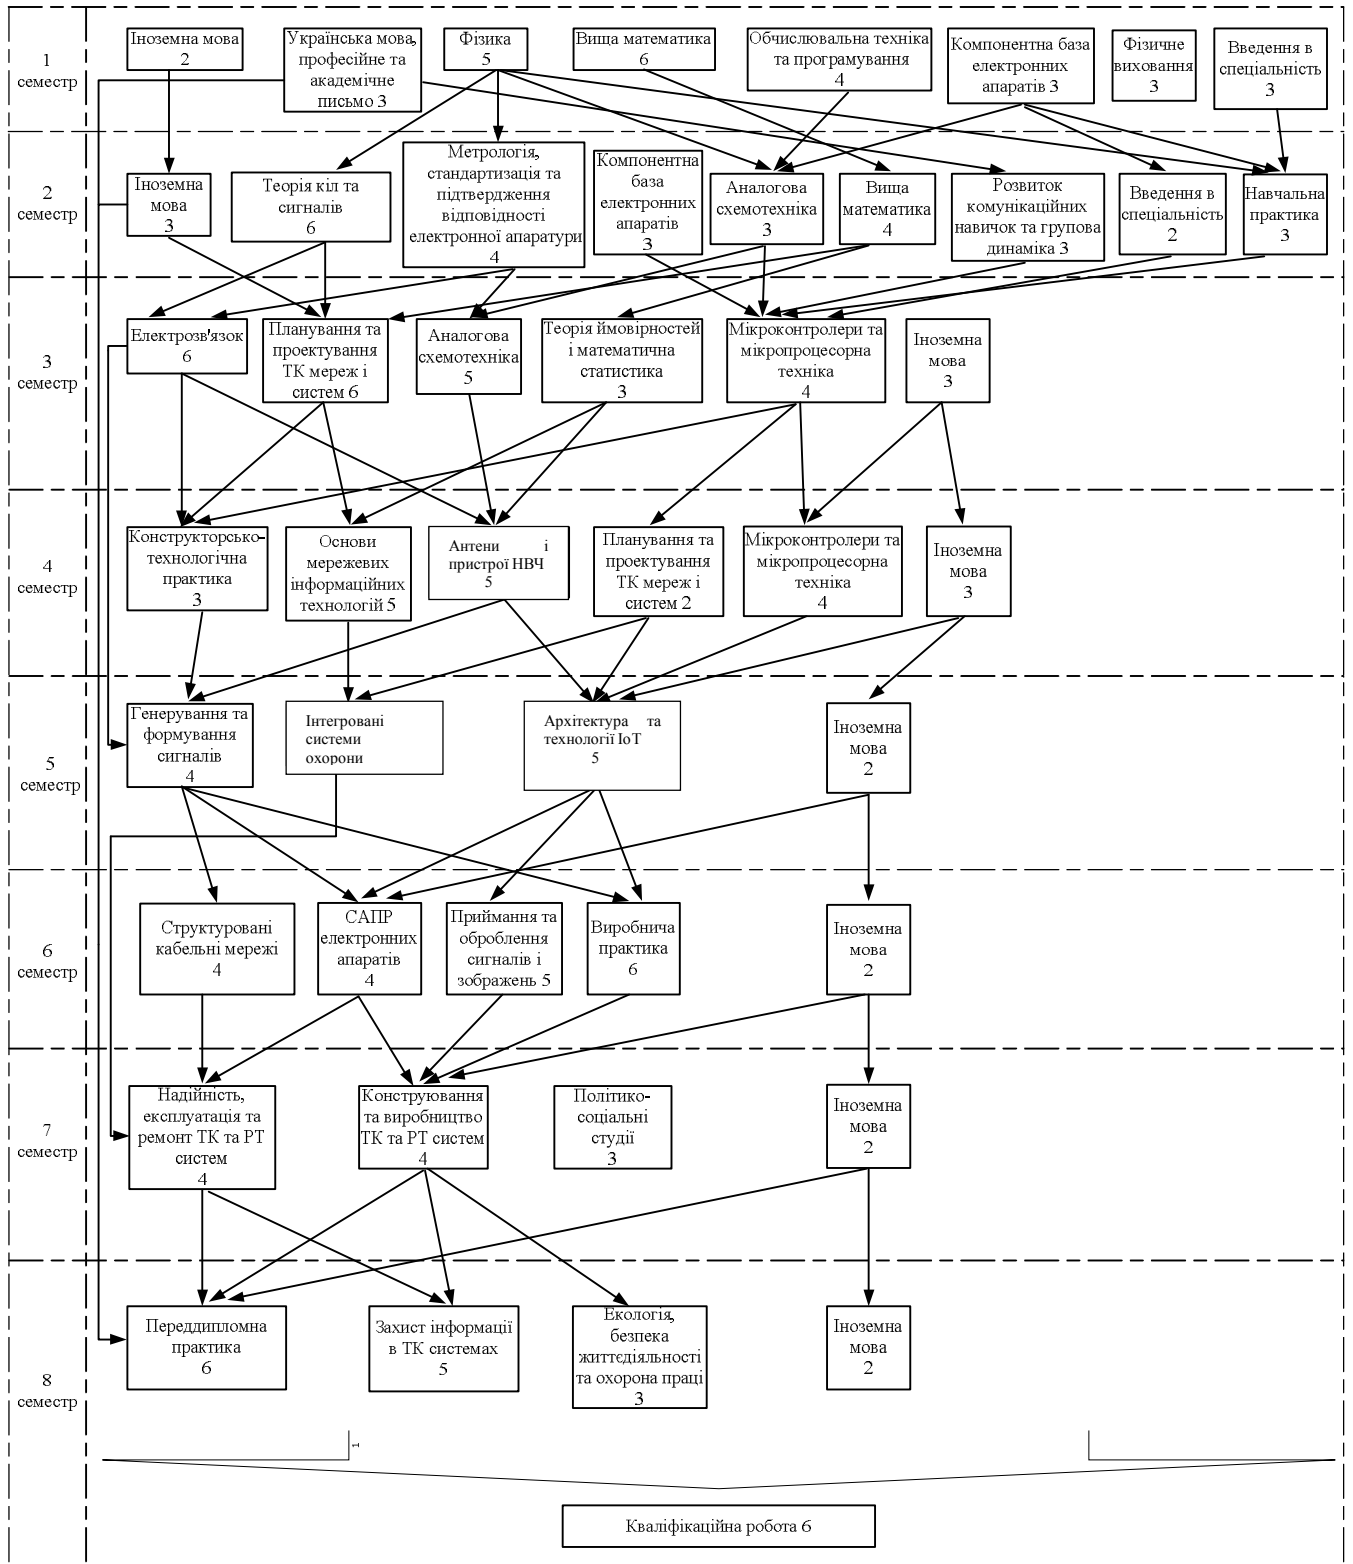 1
семестр
Іноземна мова
2
Українська мова,
професійне та
академічне
письмо 3
Фізика
5
Вища математика
6
Обчислювальна техніка
та програмування
4
Компонентна база
електронних
апаратів 3
Фізичне
виховання
3
Введення в
спеціальність
3
2
семестр
Іноземна
мова
3
Теорія кіл та
сигналів
6
Метрологія,
стандартизація та
підтвердження
відповідності
електронної апаратури
4
Компонентна
база
електронних
апаратів
3
Аналогова
схемотехніка
3
Вища
математика
4
Розвиток
комунікаційних
навичок та групова
динаміка 3
Введення в
спеціальність
2
Навчальна
практика
3
3
семестр
Електрозв'язок
6
Планування та
проектування
ТК мереж і
систем 6
Аналогова
схемотехніка
5
Теорія ймовірностей
і математична
статистика
3
Мікроконтролери та
мікропроцесорна
техніка
4
Іноземна
мова
3
4
семестр
Конструкторсько-
технологічна
практика
3
Основи
мережевих
інформаційних
технологій 5
Антени і
пристрої НВЧ
5
Планування та
проектування
ТК мереж і
систем 2
Мікроконтролери та
мікропроцесорна
техніка
4
Іноземна
мова
3
5
семестр
Генерування та
формування
сигналів
4
Інтегровані
системи
охорони
Архітектура та
технології ІоТ
5
Іноземна
мова
2
6
семестр
Структуровані
кабельні мережі
4
САПР
електронних
апаратів
4
Приймання та
оброблення
сигналів і
зображень 5
Виробнича
практика
6
Іноземна
мова
2
7
семестр
Надійність,
експлуатація та
ремонт ТК та РТ
систем
4
Конструювання
та виробництво
ТК та РТ систем
4
Політико-
соціальні
студії
3
Іноземна
мова
2
8
семестр
Переддипломна
практика
6
Захист інформації
в ТК системах
5
Екологія,
безпека
життєдіяльності
та охорона праці
3
Іноземна
мова
2
1
Кваліфікаційна робота 6